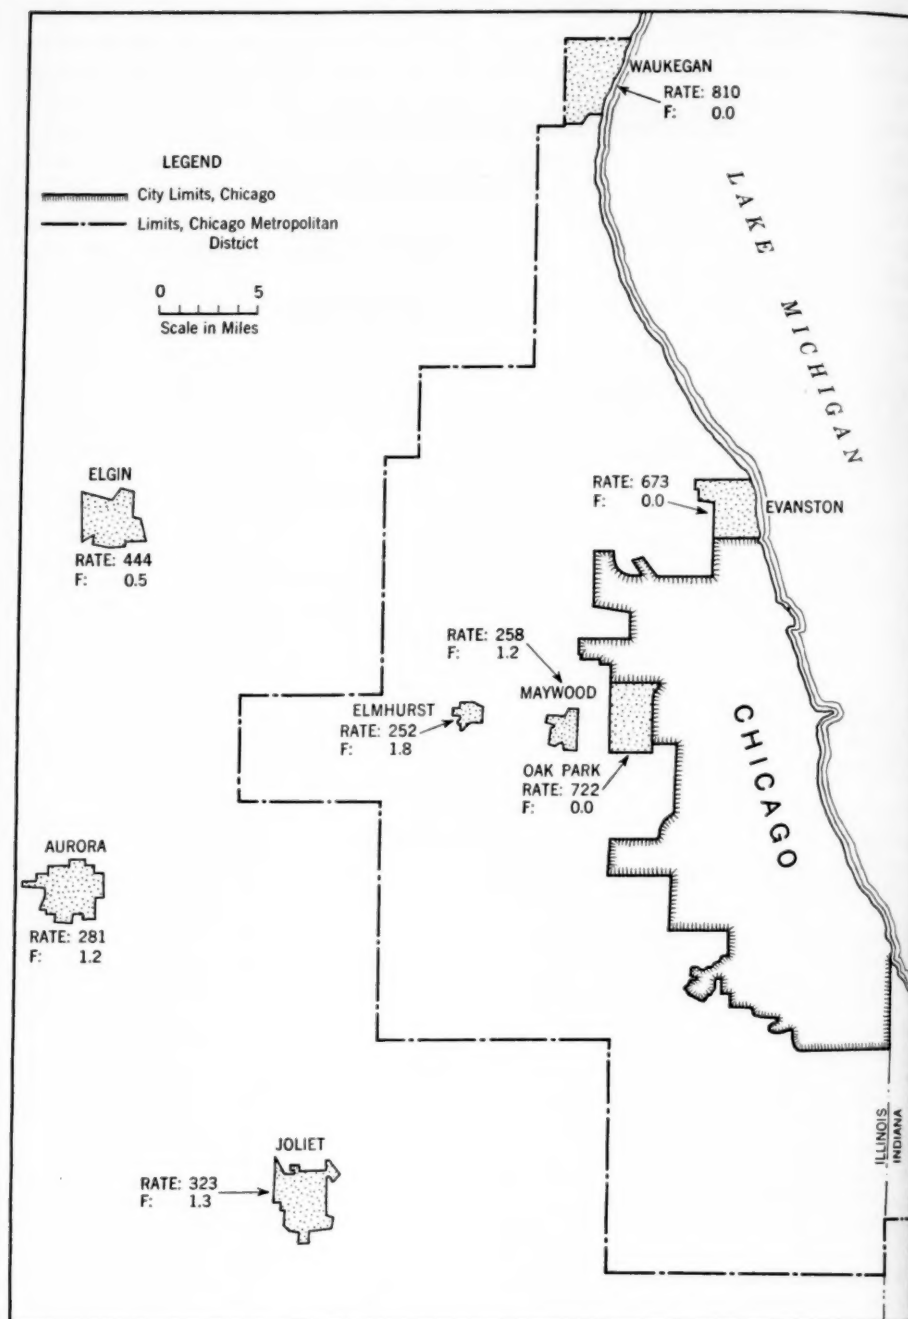 WAUKEGAN
RATE: 810
F: 0.0
LEGEND
City Limits, Chicago
Limits, Chicago Metropolitan
District
0 5
Scale in Miles
LAKE MICHIGAN
ELGIN
RATE: 444
F: 0.5
RATE: 673
F: 0.0
EVANSTON
RATE: 258
F: 1.2
MAYWOOD
ELMHURST
RATE: 252
F: 1.8
OAK PARK
RATE: 722
F: 0.0
CHICAGO
AURORA
RATE: 281
F: 1.2
JOLIET
RATE: 323
F: 1.3
ILLINOIS
INDIANA